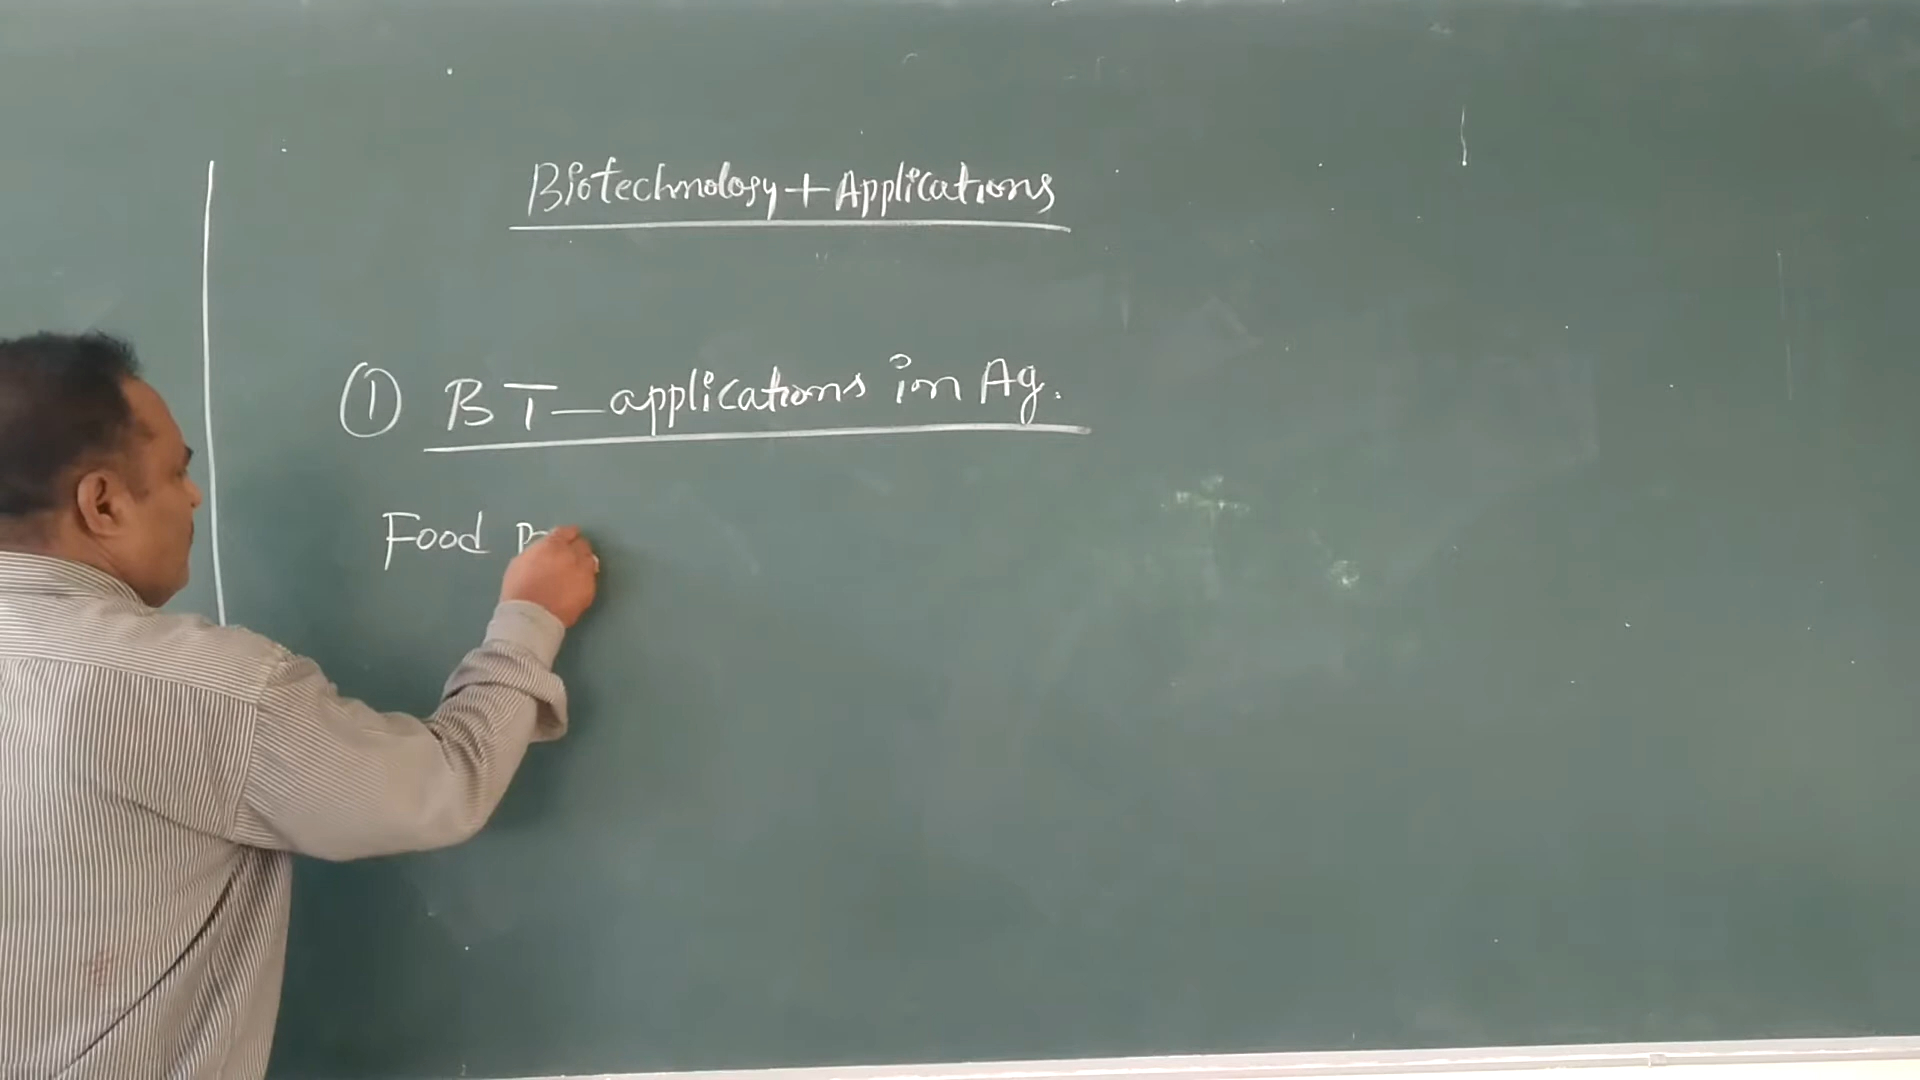 Biotechnology + Applications
① BT - applications in Ag.
Food